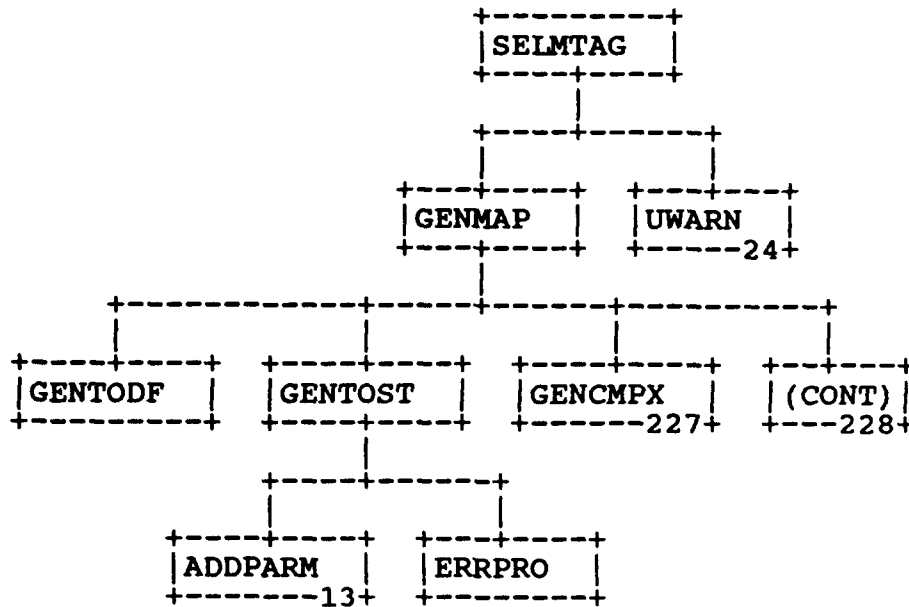 SELMTAG
GENMAP UWARN
24
GENTODF GENTOST GENCMPX (CONT)
227 228
ADDPARM ERRPRO
13